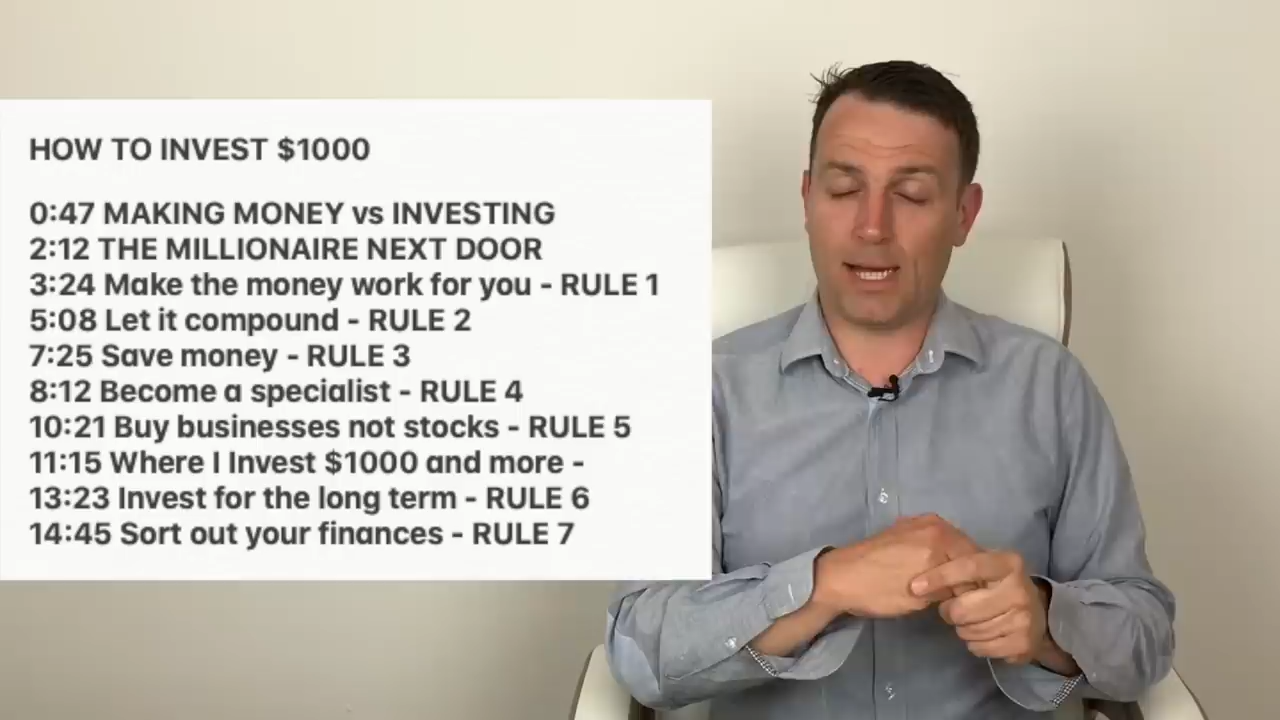 HOW TO INVEST $1000
0:47 MAKING MONEY vs INVESTING
2:12 THE MILLIONAIRE NEXT DOOR
3:24 Make the money work for you - RULE 1
5:08 Let it compound - RULE 2
7:25 Save money - RULE 3
8:12 Become a specialist - RULE 4
10:21 Buy businesses not stocks - RULE 5
11:15 Where I Invest $1000 and more -
13:23 Invest for the long term - RULE 6
14:45 Sort out your finances - RULE 7